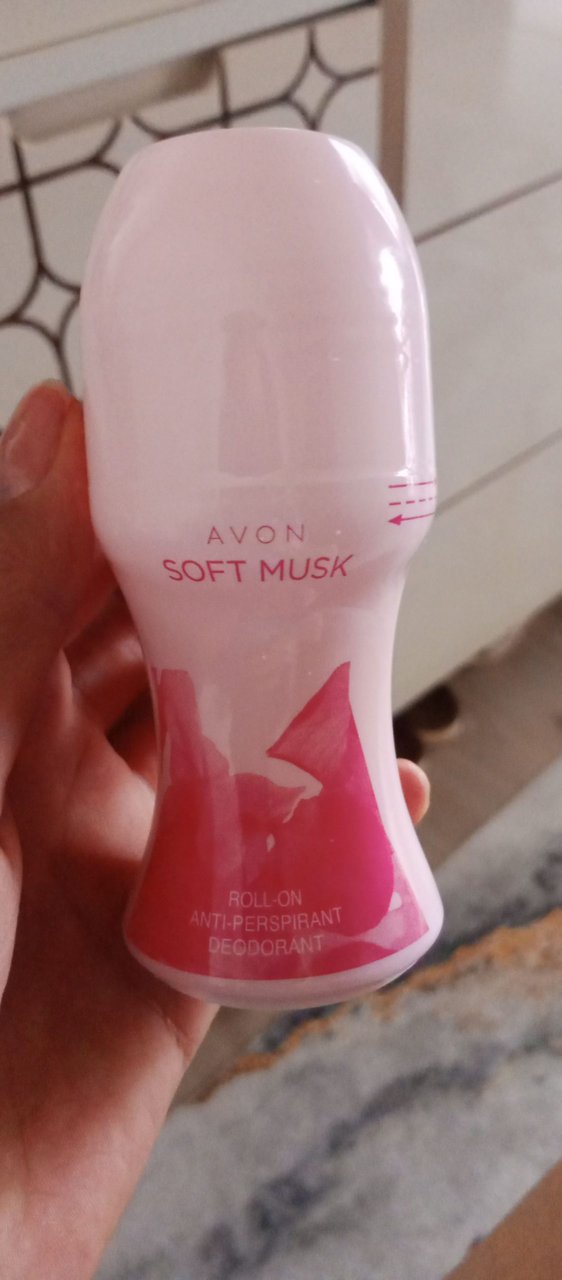 AVON
SOFT MUSK
ROLL-ON
ANTI-PERSPIRANT
DEODORANT